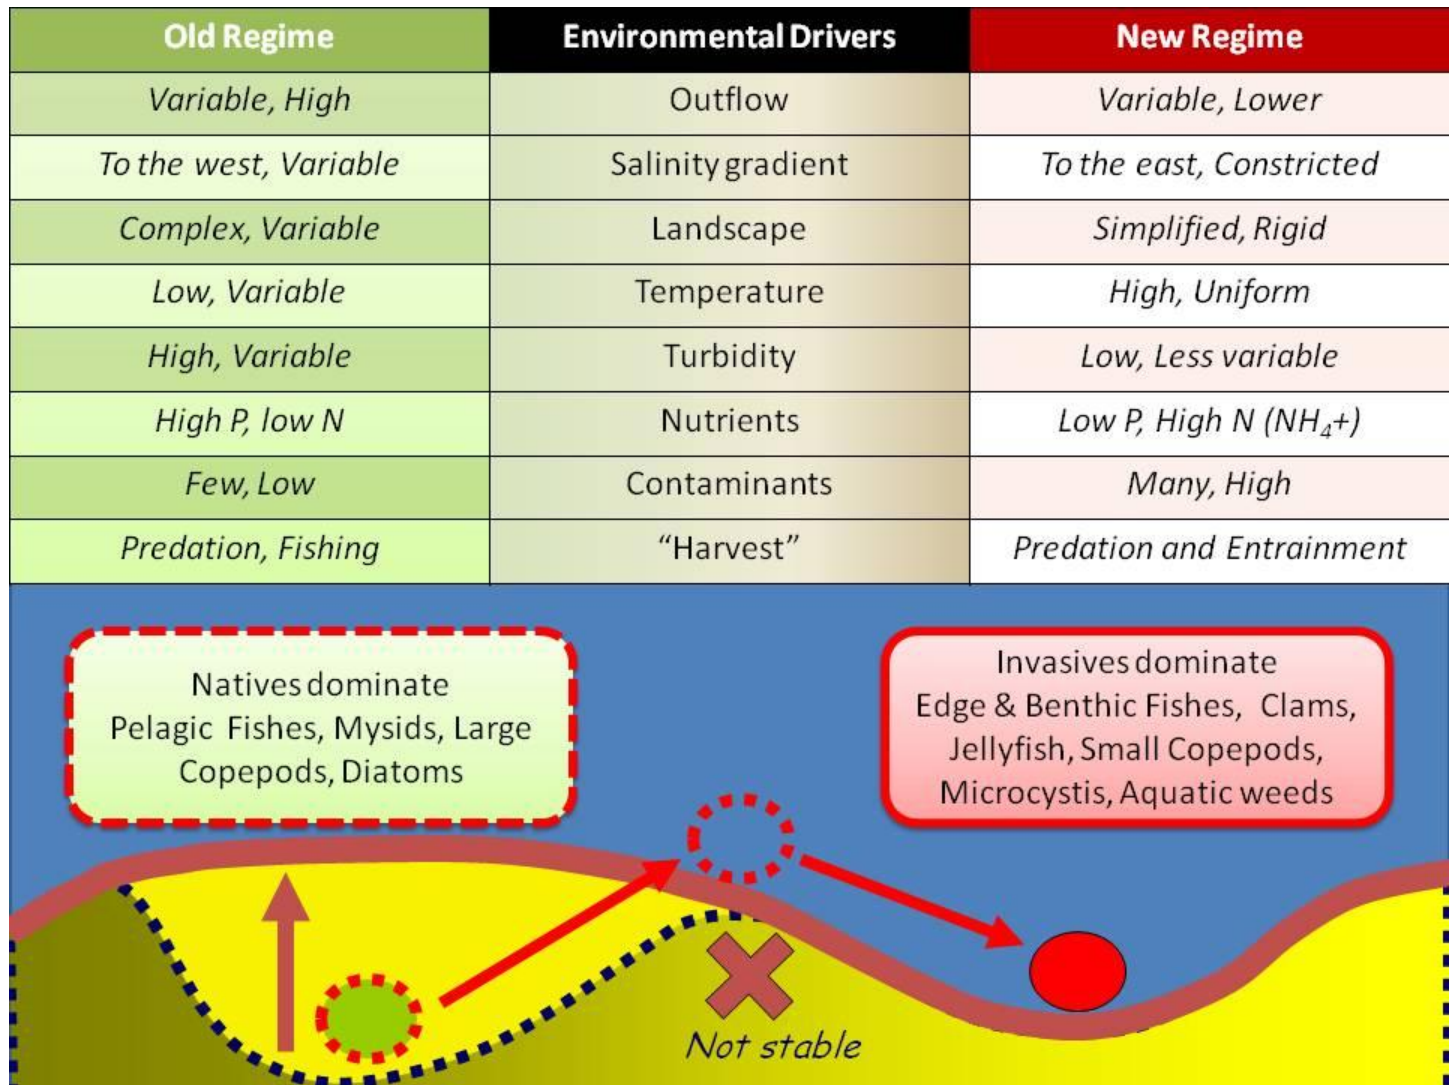 Old Regime Environmental Drivers New Regime
Variable, High Outflow Variable, Lower
To the west, Variable Salinity gradient To the east, Constricted
Complex, Variable Landscape Simplified, Rigid
Low, Variable Temperature High, Uniform
High, Variable Turbidity Low, Less variable
High P, low N Nutrients Low P, High N (NH₄+)
Few, Low Contaminants Many, High
Predation, Fishing “Harvest” Predation and Entrainment
Natives dominate
Pelagic Fishes, Mysids, Large
Copepods, Diatoms
Invasives dominate
Edge & Benthic Fishes, Clams,
Jellyfish, Small Copepods,
Microcystis, Aquatic weeds
Not stable